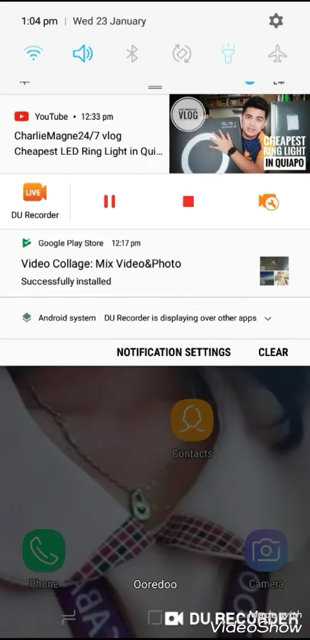 1:04 pm | Wed 23 January
YouTube • 12:33 pm
CharlieMagne24/7 vlog
Cheapest LED Ring Light in Qui...
VLOG
CHEAPEST
RING LIGHT
IN QUIAPO
LIVE
DU Recorder
Google Play Store 12:17 pm
Video Collage: Mix Video&Photo
Successfully installed
Android system DU Recorder is displaying over other apps
NOTIFICATION SETTINGS CLEAR
Contacts
Phone
Ooredoo
Camera
Made with
DU RECORDER
VideoShow